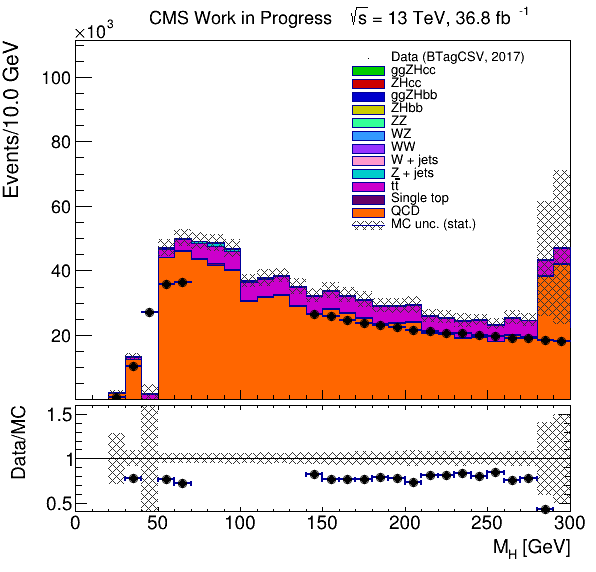 CMS Work in Progress √s = 13 TeV, 36.8 fb⁻¹
×10³
Events/10.0 GeV
100
80
60
40
20
Data (BTagCSV, 2017)
ggZHcc
ZHcc
ggZHbb
ZHbb
ZZ
WZ
WW
W + jets
Z + jets
tt̅
Single top
QCD
MC unc. (stat.)
Data/MC
1.5
1
0.5
0 50 100 150 200 250 300
M_H [GeV]